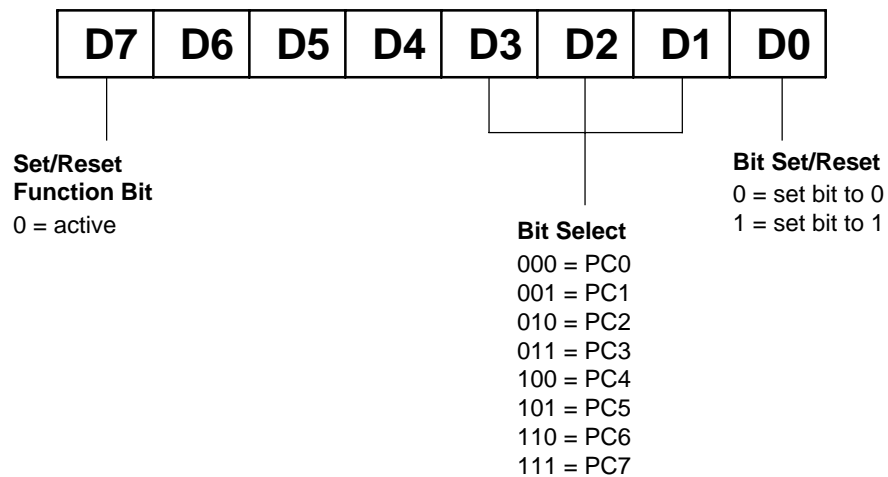 D7 D6 D5 D4 D3 D2 D1 D0
Set/Reset
Function Bit
0 = active
Bit Select
000 = PC0
001 = PC1
010 = PC2
011 = PC3
100 = PC4
101 = PC5
110 = PC6
111 = PC7
Bit Set/Reset
0 = set bit to 0
1 = set bit to 1